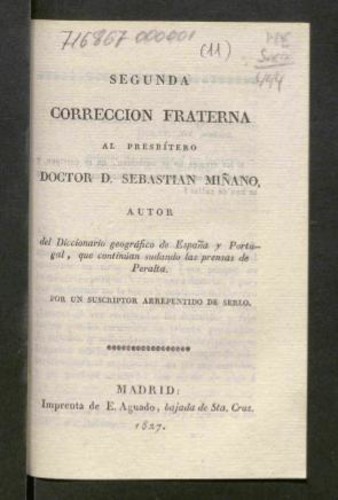 716867 000001
(11)
SEGUNDA
CORRECCION FRATERNA
AL PRESBÍTERO
DOCTOR D. SEBASTIAN MIÑANO,
AUTOR
del Diccionario geográfico de España y Portu-
gal, que continúan sudando las prensas de
Peralta.
POR UN SUSCRIPTOR ARREPENTIDO DE SERLO.
MADRID:
Imprenta de E. Aguado, bajada de Sta. Cruz.
1827.